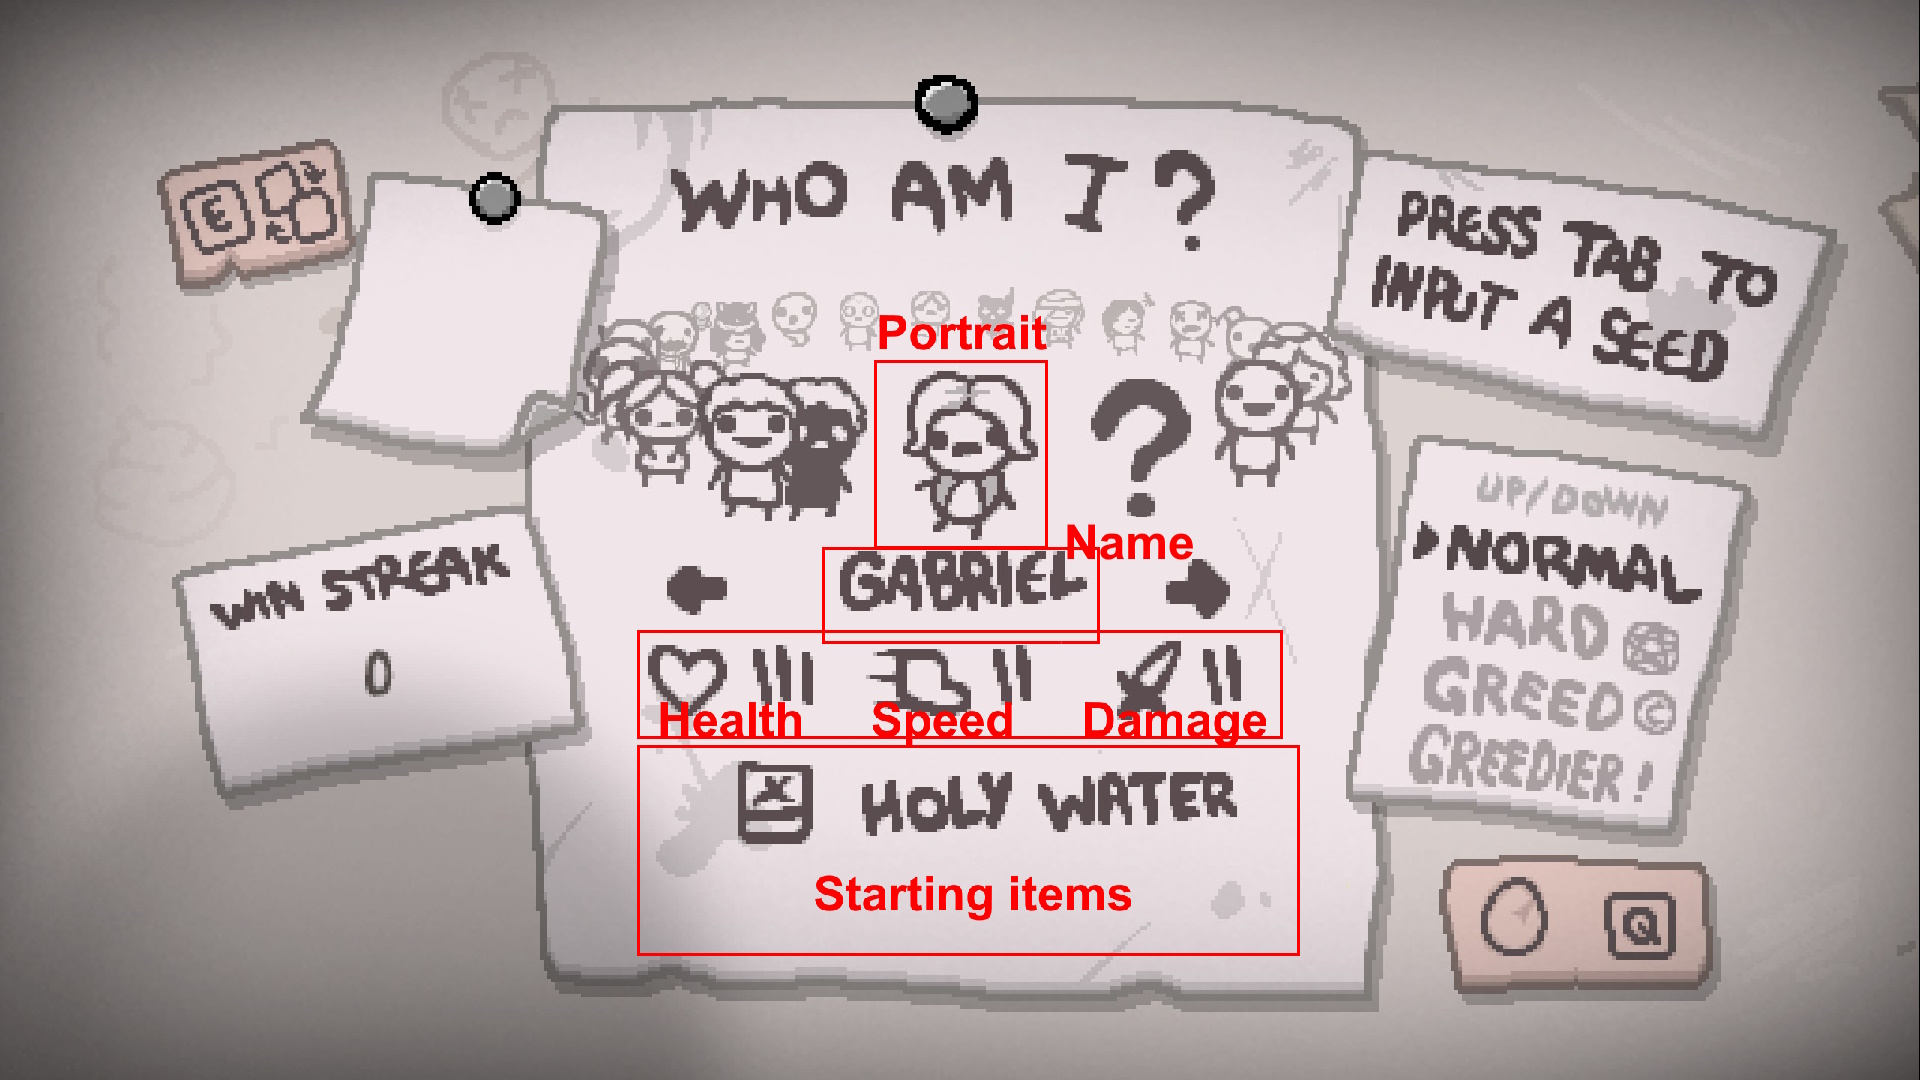 WHO AM I?
PRESS TAB TO
INPUT A SEED
E
Portrait
Name
GABRIEL
WIN STREAK
0
Health Speed Damage
HOLY WATER
Starting items
UP/DOWN
NORMAL
HARD
GREED
GREEDIER!
Q